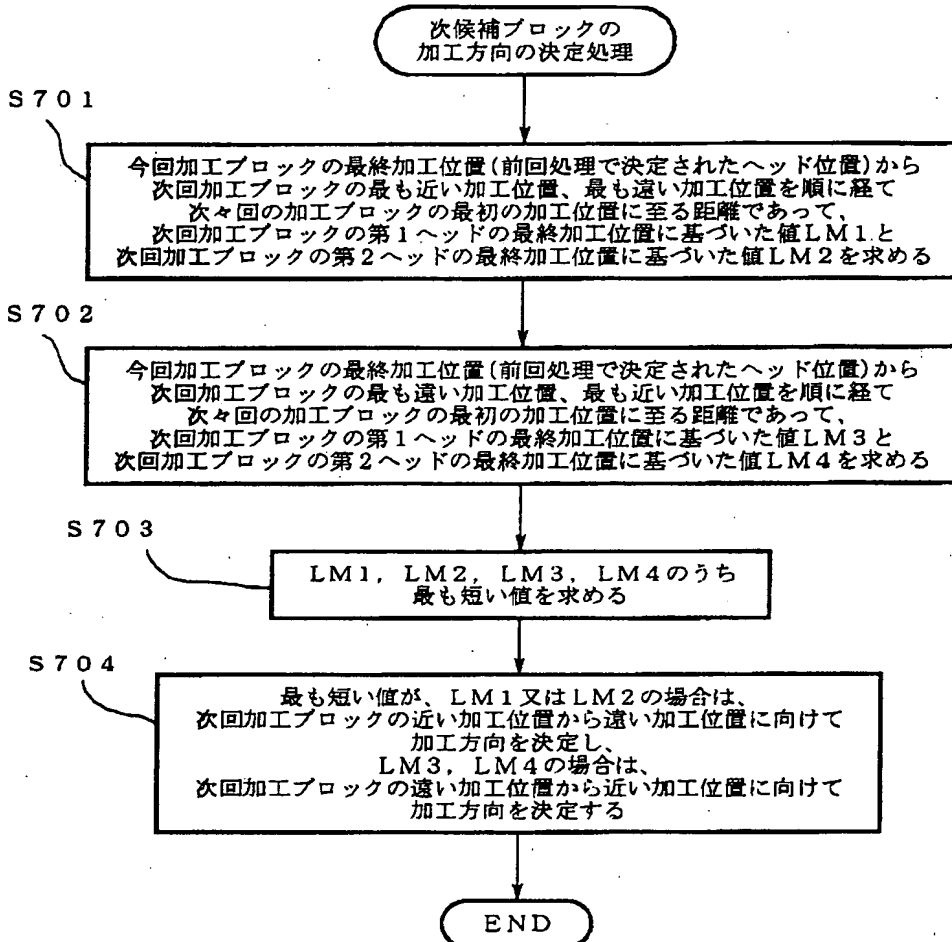 次候補ブロックの
加工方向の決定処理
S701
今回加工ブロックの最終加工位置(前回処理で決定されたヘッド位置)から
次回加工ブロックの最も近い加工位置、最も遠い加工位置を順に経て
次々回の加工ブロックの最初の加工位置に至る距離であって、
次回加工ブロックの第1ヘッドの最終加工位置に基づいた値LM1と
次回加工ブロックの第2ヘッドの最終加工位置に基づいた値LM2を求める
S702
今回加工ブロックの最終加工位置(前回処理で決定されたヘッド位置)から
次回加工ブロックの最も遠い加工位置、最も近い加工位置を順に経て
次々回の加工ブロックの最初の加工位置に至る距離であって、
次回加工ブロックの第1ヘッドの最終加工位置に基づいた値LM3と
次回加工ブロックの第2ヘッドの最終加工位置に基づいた値LM4を求める
S703
LM1, LM2, LM3, LM4のうち
最も短い値を求める
S704
最も短い値が、LM1又はLM2の場合は、
次回加工ブロックの近い加工位置から遠い加工位置に向けて
加工方向を決定し、
LM3, LM4の場合は、
次回加工ブロックの遠い加工位置から近い加工位置に向けて
加工方向を決定する
END